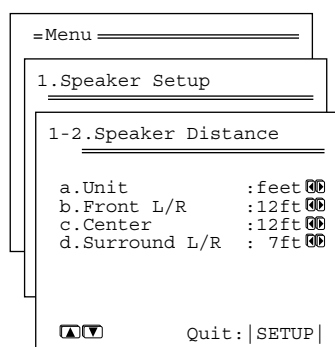 =Menu
1.Speaker Setup
1-2.Speaker Distance
a.Unit :feet
b.Front L/R :12ft
c.Center :12ft
d.Surround L/R : 7ft
Quit:|SETUP|